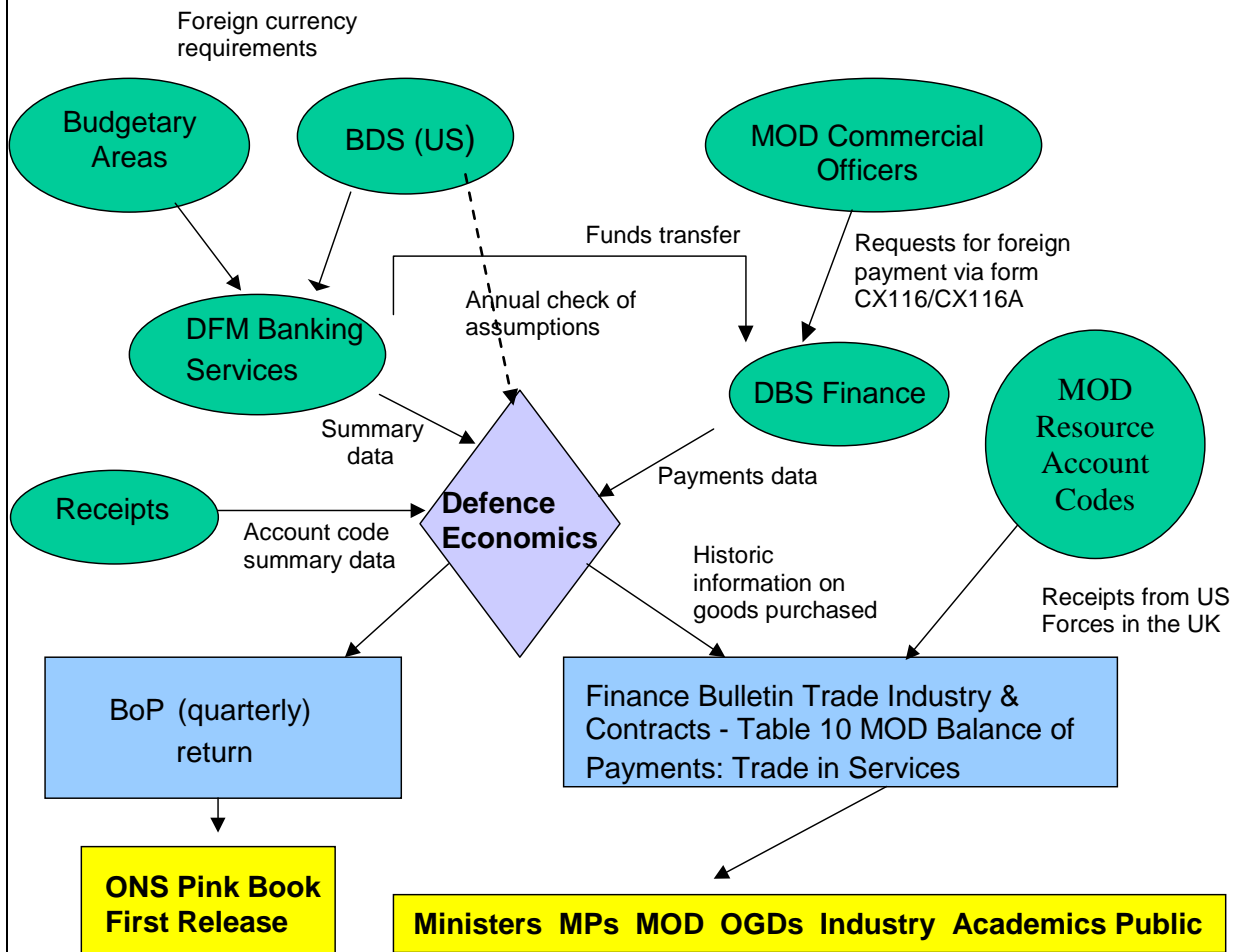 Foreign currency
requirements
Budgetary
Areas
BDS (US)
MOD Commercial
Officers
Funds transfer
Requests for foreign
payment via form
CX116/CX116A
Annual check of
assumptions
DFM Banking
Services
DBS Finance
MOD
Resource
Account
Codes
Summary
data
Payments data
Receipts
Defence
Economics
Account code
summary data
Historic
information on
goods purchased
Receipts from US
Forces in the UK
BoP (quarterly)
return
Finance Bulletin Trade Industry &
Contracts - Table 10 MOD Balance of
Payments: Trade in Services
ONS Pink Book
First Release
Ministers MPs MOD OGDs Industry Academics Public